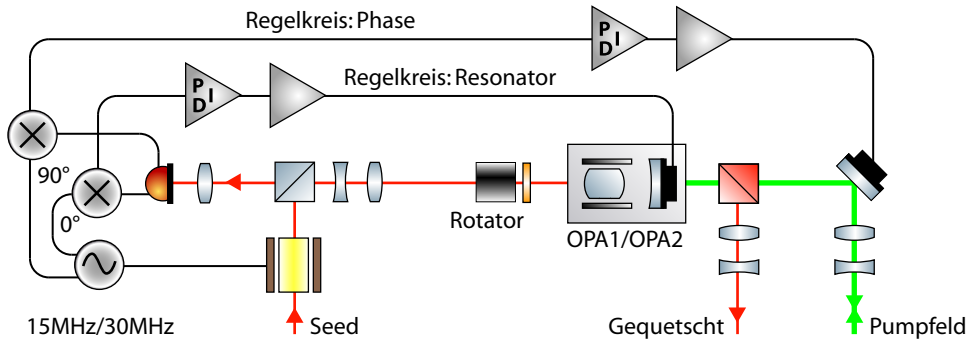 Regelkreis: Phase
P I
D
Regelkreis: Resonator
P I
D
90°
0°
Rotator
OPA1/OPA2
15MHz/30MHz
Seed
Gequetscht
Pumpfeld